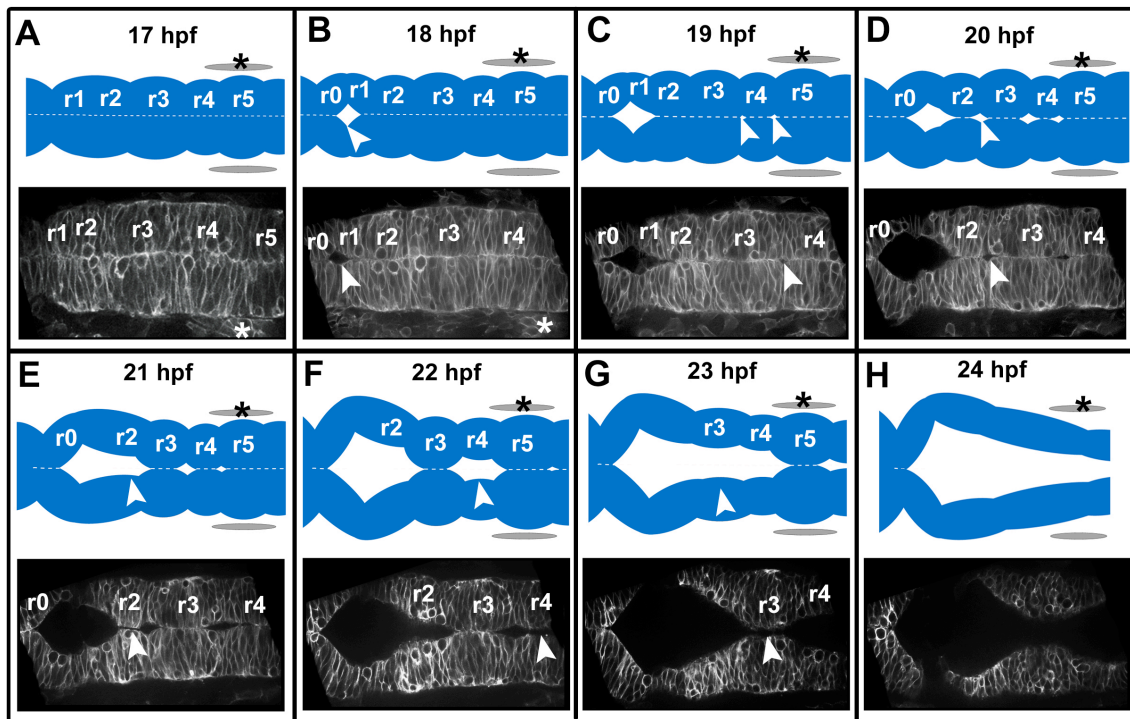 A
17 hpf
*
r1 r2 r3 r4 r5
r1 r2 r3 r4 r5
*
B
18 hpf
*
r0 r1 r2 r3 r4 r5
r0 r1 r2 r3 r4
*
C
19 hpf
*
r0 r1 r2 r3 r4 r5
r0 r1 r2 r3 r4
D
20 hpf
*
r0 r2 r3 r4 r5
r0 r2 r3 r4
E
21 hpf
*
r0 r2 r3 r4 r5
r0 r2 r3 r4
F
22 hpf
*
r2 r3 r4 r5
r2 r3 r4
G
23 hpf
*
r3 r4 r5
r3 r4
H
24 hpf
*